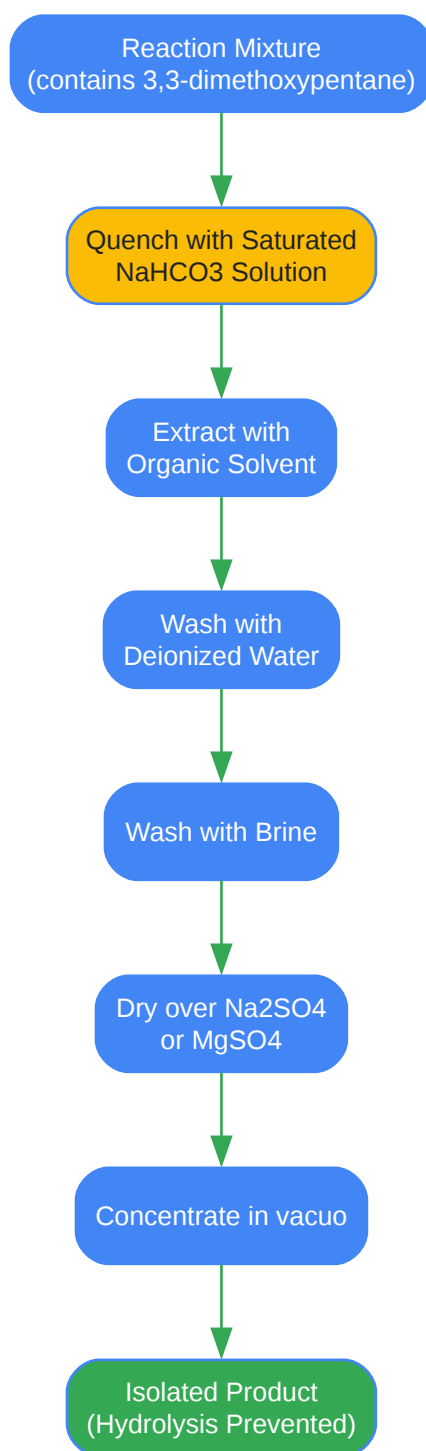 Reaction Mixture
(contains 3,3-dimethoxypentane)
Quench with Saturated
NaHCO3 Solution
Extract with
Organic Solvent
Wash with
Deionized Water
Wash with Brine
Dry over Na2SO4
or MgSO4
Concentrate in vacuo
Isolated Product
(Hydrolysis Prevented)